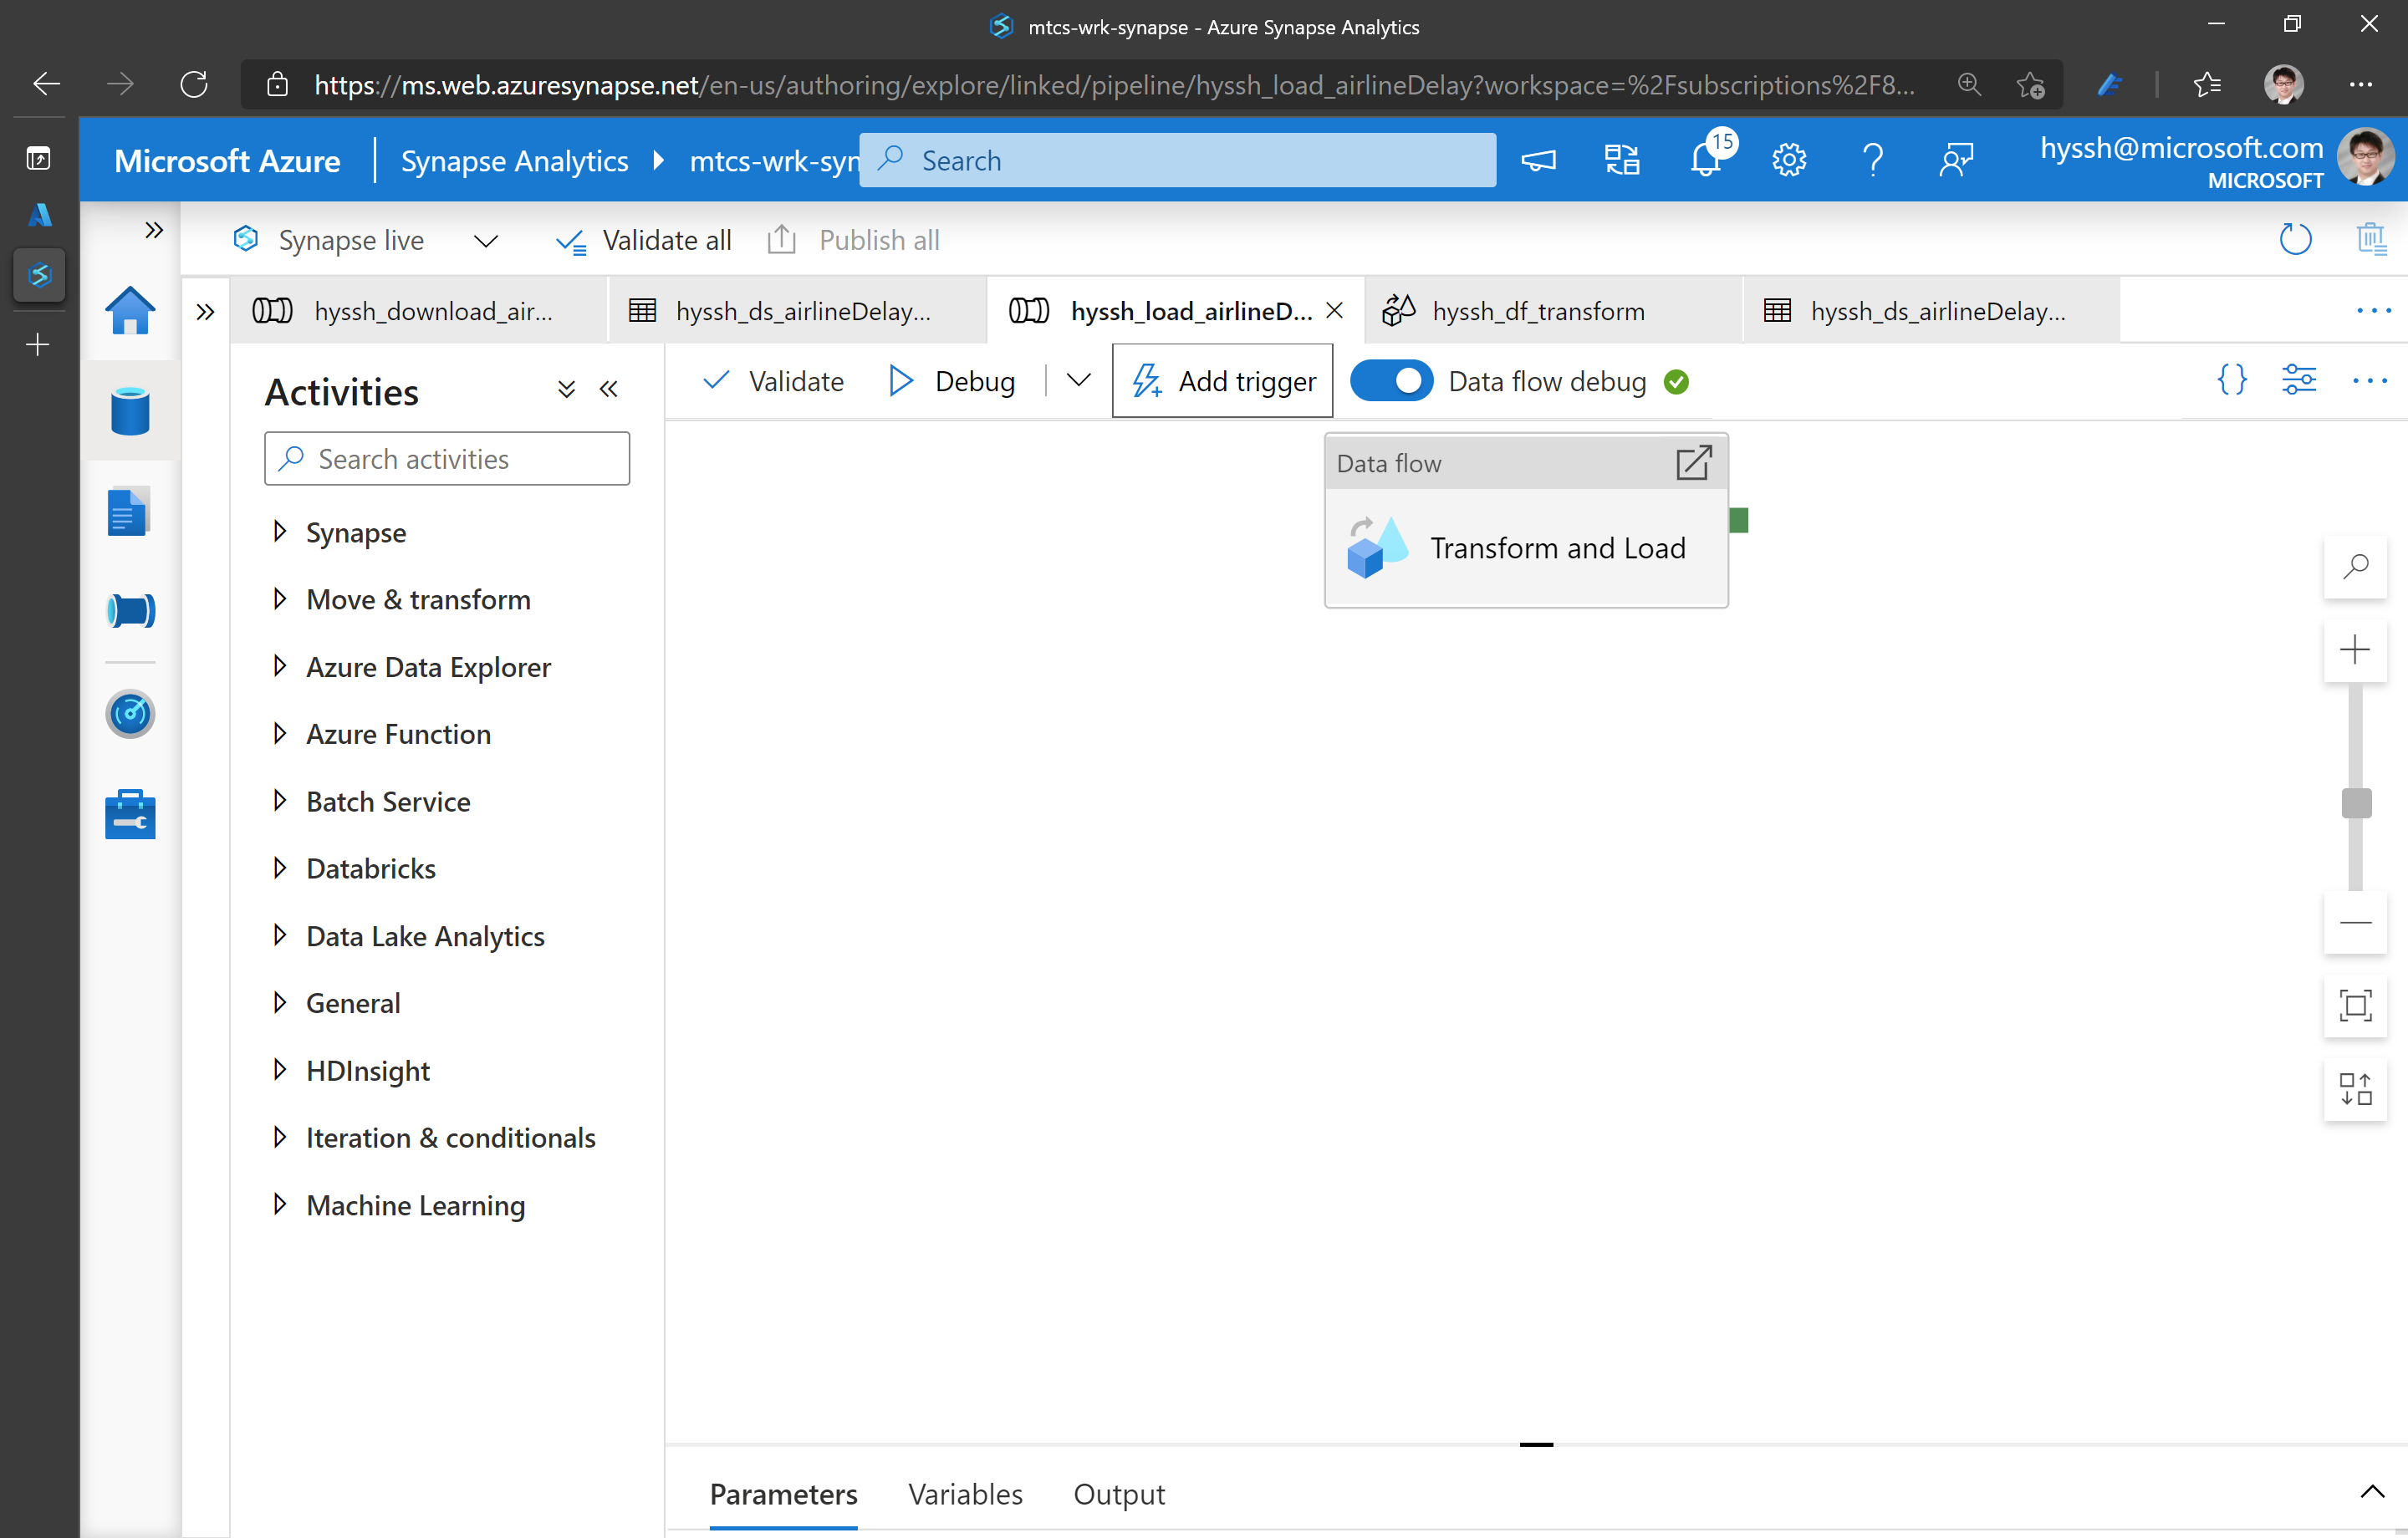 mtcs-wrk-synapse - Azure Synapse Analytics
https://ms.web.azuresynapse.net/en-us/authoring/explore/linked/pipeline/hyssh_load_airlineDelay?workspace=%2Fsubscriptions%2F8...
Microsoft Azure
Synapse Analytics
mtcs-wrk-syn
Search
15
hyssh@microsoft.com
MICROSOFT
Synapse live
Validate all
Publish all
hyssh_download_air...
hyssh_ds_airlineDelay...
hyssh_load_airlineD...
hyssh_df_transform
hyssh_ds_airlineDelay...
Activities
Validate
Debug
Add trigger
Data flow debug
Search activities
Data flow
Transform and Load
Synapse
Move & transform
Azure Data Explorer
Azure Function
Batch Service
Databricks
Data Lake Analytics
General
HDInsight
Iteration & conditionals
Machine Learning
Parameters
Variables
Output